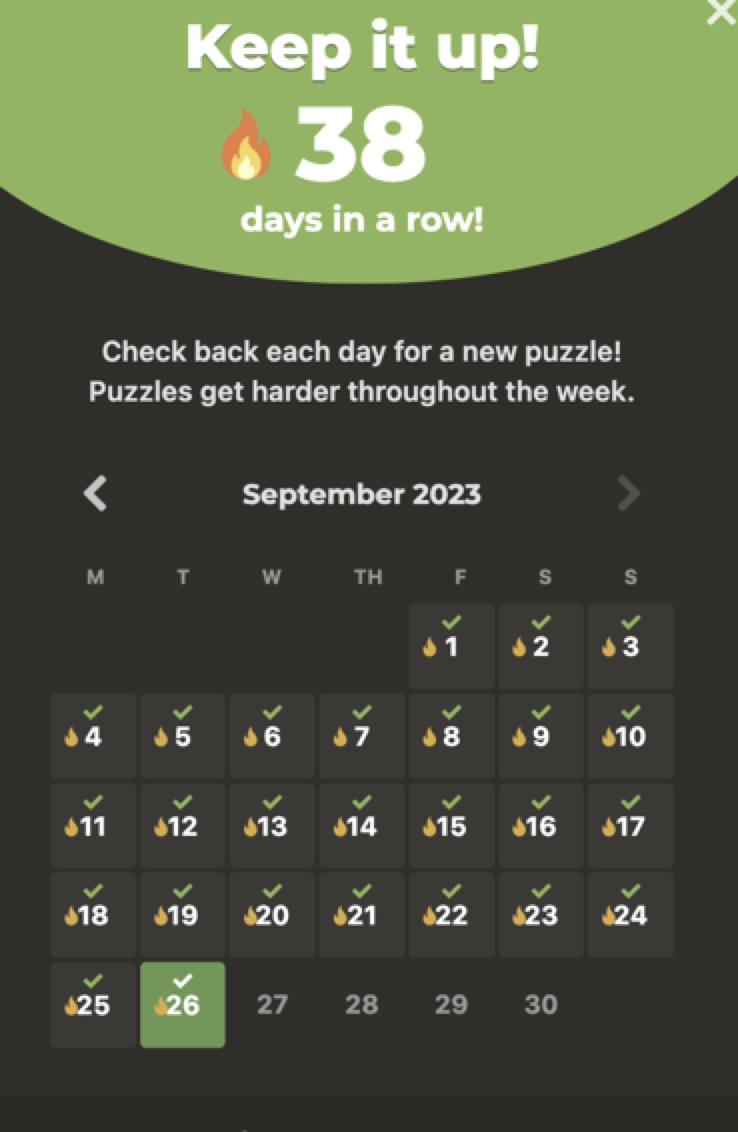 Keep it up!
38
days in a row!
Check back each day for a new puzzle!
Puzzles get harder throughout the week.
September 2023
M T W TH F S S
1 2 3
4 5 6 7 8 9 10
11 12 13 14 15 16 17
18 19 20 21 22 23 24
25 26 27 28 29 30